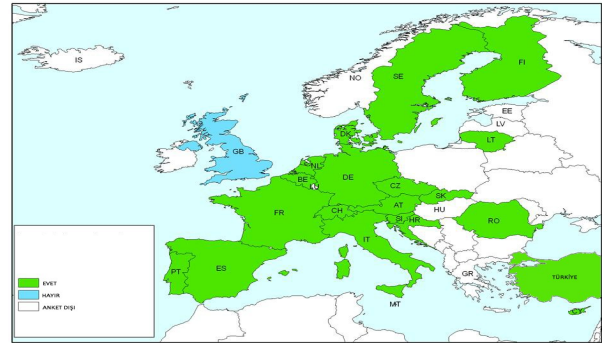 IS
NO
SE
FI
EE
LV
LT
DK
GB
NL
BE
LU
DE
CZ
SK
FR
CH
AT
HU
SI
HR
RO
IT
PT
ES
GR
TÜRKİYE
MT
CY
EVET
HAYIR
ANKET DIŞI